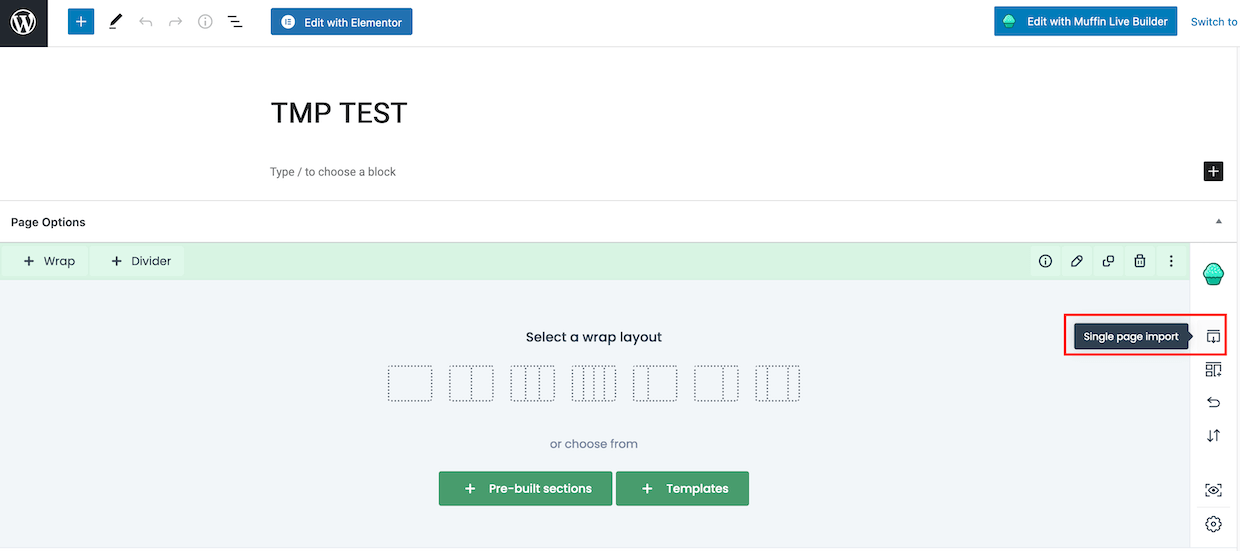 Edit with Elementor
Edit with Muffin Live Builder
Switch to
TMP TEST
Type / to choose a block
Page Options
Wrap
Divider
Select a wrap layout
Single page import
or choose from
Pre-built sections
Templates